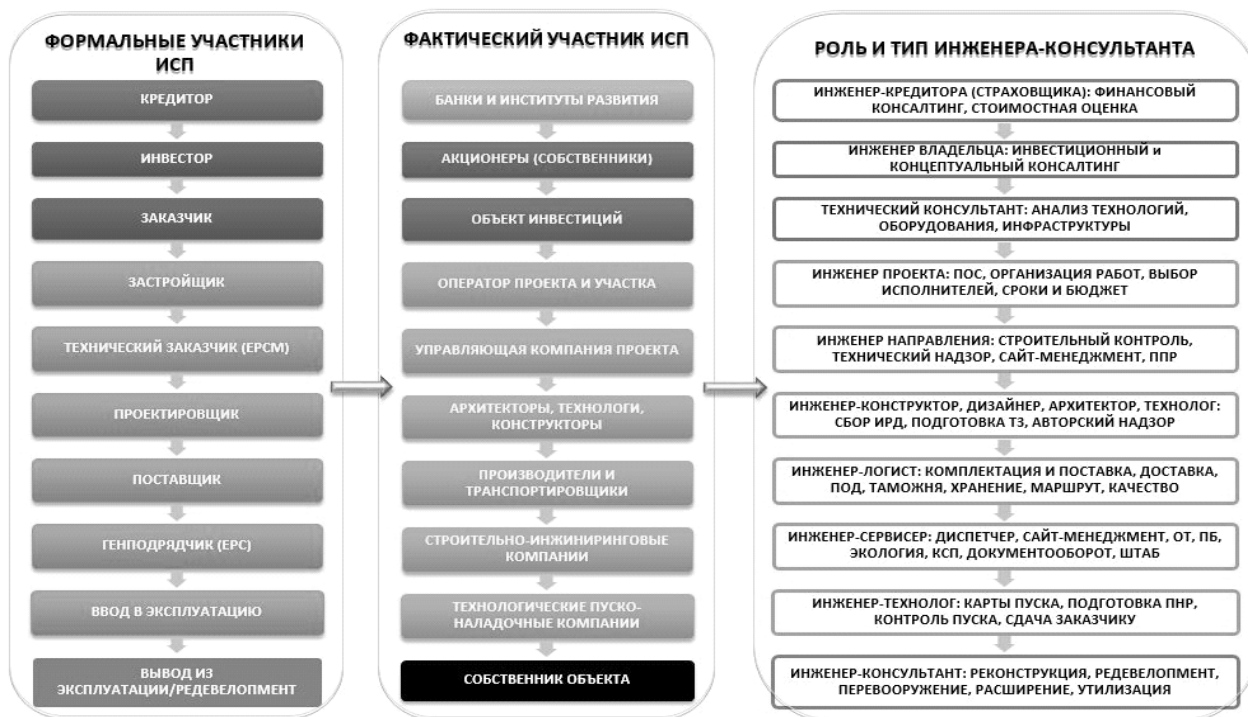 ФОРМАЛЬНЫЕ УЧАСТНИКИ
ИСП
КРЕДИТОР
ИНВЕСТОР
ЗАКАЗЧИК
ЗАСТРОЙЩИК
ТЕХНИЧЕСКИЙ ЗАКАЗЧИК (EPCM)
ПРОЕКТИРОВЩИК
ПОСТАВЩИК
ГЕНПОДРЯДЧИК (EPC)
ВВОД В ЭКСПЛУАТАЦИЮ
ВЫВОД ИЗ
ЭКСПЛУАТАЦИИ/РЕДЕВЕЛОПМЕНТ
ФАКТИЧЕСКИЙ УЧАСТНИК ИСП
БАНКИ И ИНСТИТУТЫ РАЗВИТИЯ
АКЦИОНЕРЫ (СОБСТВЕННИКИ)
ОБЪЕКТ ИНВЕСТИЦИЙ
ОПЕРАТОР ПРОЕКТА И УЧАСТКА
УПРАВЛЯЮЩАЯ КОМПАНИЯ ПРОЕКТА
АРХИТЕКТОРЫ, ТЕХНОЛОГИ,
КОНСТРУКТОРЫ
ПРОИЗВОДИТЕЛИ И
ТРАНСПОРТИРОВЩИКИ
СТРОИТЕЛЬНО-ИНЖИНИРИНГОВЫЕ
КОМПАНИИ
ТЕХНОЛОГИЧЕСКИЕ ПУСКО-
НАЛАДОЧНЫЕ КОМПАНИИ
СОБСТВЕННИК ОБЪЕКТА
РОЛЬ И ТИП ИНЖЕНЕРА-КОНСУЛЬТАНТА
ИНЖЕНЕР-КРЕДИТОРА (СТРАХОВЩИКА): ФИНАНСОВЫЙ
КОНСАЛТИНГ, СТОИМОСТНАЯ ОЦЕНКА
ИНЖЕНЕР ВЛАДЕЛЬЦА: ИНВЕСТИЦИОННЫЙ и
КОНЦЕПТУАЛЬНЫЙ КОНСАЛТИНГ
ТЕХНИЧЕСКИЙ КОНСУЛЬТАНТ: АНАЛИЗ ТЕХНОЛОГИЙ,
ОБОРУДОВАНИЯ, ИНФРАСТРУКТУРЫ
ИНЖЕНЕР ПРОЕКТА: ПОС, ОРГАНИЗАЦИЯ РАБОТ, ВЫБОР
ИСПОЛНИТЕЛЕЙ, СРОКИ И БЮДЖЕТ
ИНЖЕНЕР НАПРАВЛЕНИЯ: СТРОИТЕЛЬНЫЙ КОНТРОЛЬ,
ТЕХНИЧЕСКИЙ НАДЗОР, САЙТ-МЕНЕДЖМЕНТ, ППР
ИНЖЕНЕР-КОНСТРУКТОР, ДИЗАЙНЕР, АРХИТЕКТОР, ТЕХНОЛОГ:
СБОР ИРД, ПОДГОТОВКА ТЗ, АВТОРСКИЙ НАДЗОР
ИНЖЕНЕР-ЛОГИСТ: КОМПЛЕКТАЦИЯ И ПОСТАВКА, ДОСТАВКА,
ПОД, ТАМОЖНЯ, ХРАНЕНИЕ, МАРШРУТ, КАЧЕСТВО
ИНЖЕНЕР-СЕРВИСЕР: ДИСПЕТЧЕР, САЙТ-МЕНЕДЖМЕНТ, ОТ, ПБ,
ЭКОЛОГИЯ, КСП, ДОКУМЕНТООБОРОТ, ШТАБ
ИНЖЕНЕР-ТЕХНОЛОГ: КАРТЫ ПУСКА, ПОДГОТОВКА ПНР,
КОНТРОЛЬ ПУСКА, СДАЧА ЗАКАЗЧИКУ
ИНЖЕНЕР-КОНСУЛЬТАНТ: РЕКОНСТРУКЦИЯ, РЕДЕВЕЛОПМЕНТ,
ПЕРЕВООРУЖЕНИЕ, РАСШИРЕНИЕ, УТИЛИЗАЦИЯ